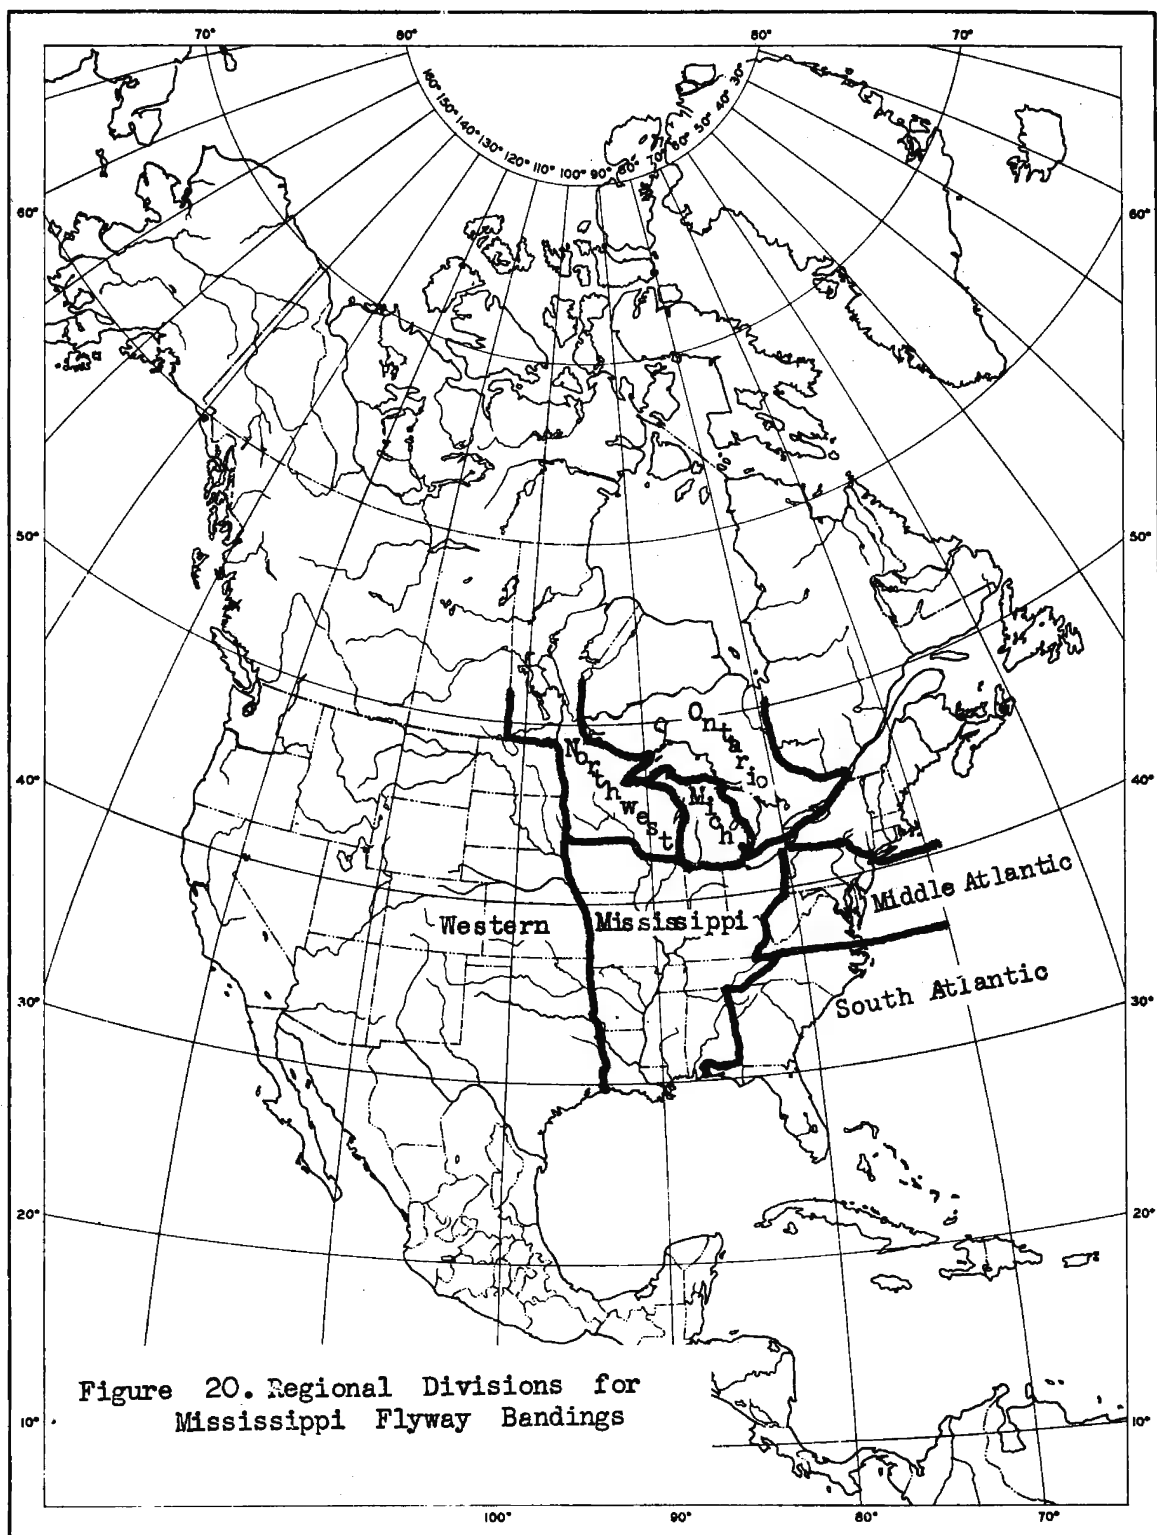 70° 80° 80° 70°
160° 150° 140° 130° 120° 110° 100° 90° 80° 70° 60° 50° 40° 30°
60° 60°
50° 50°
Ontario
Northwest
Mich
40° 40°
Middle Atlantic
Western Mississippi
South Atlantic
30° 30°
20° 20°
Figure 20. Regional Divisions for
Mississippi Flyway Bandings
10° 10°
100° 90° 80° 70°